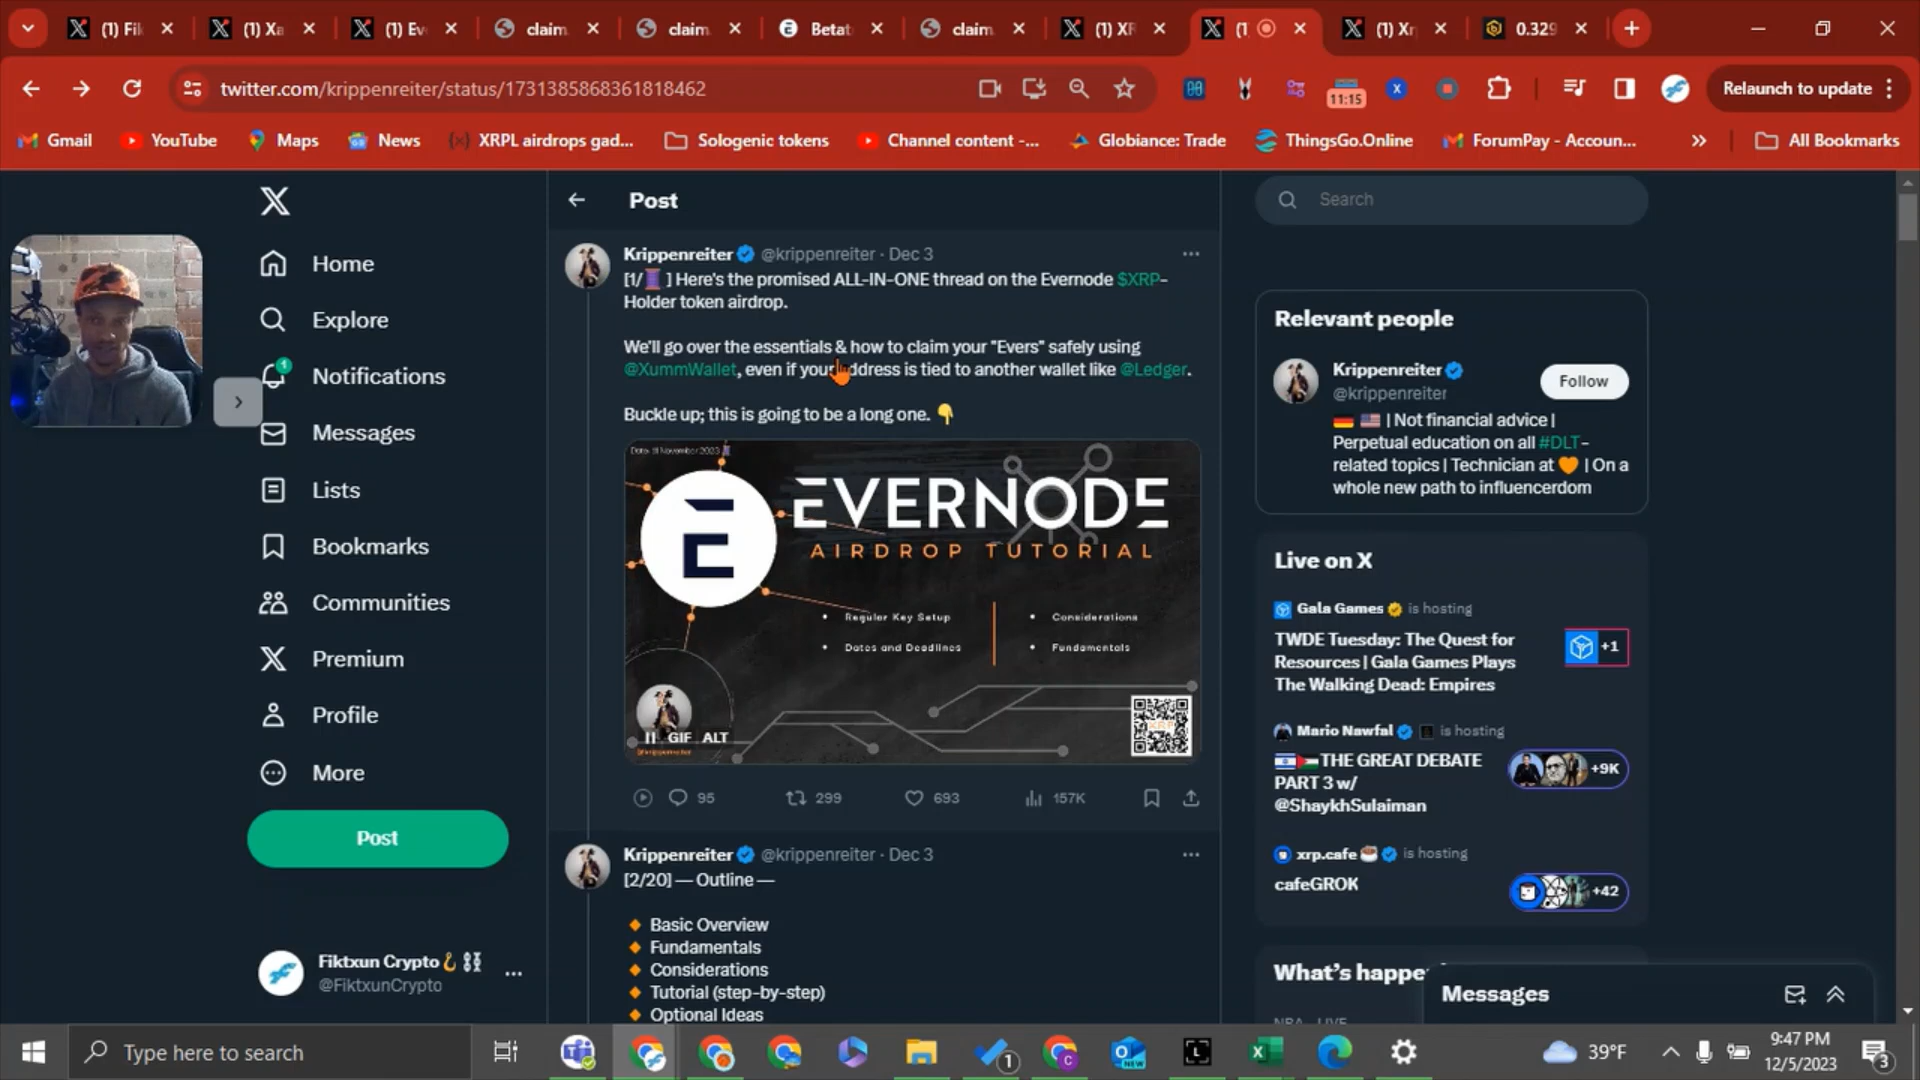 (1) Fik
(1) Xa
(1) Ev
claim
claim
Betat
claim
(1) XR
(1
(1) Xr
0.329
twitter.com/krippenreiter/status/1731385868361818462
11:15
Relaunch to update
Gmail
YouTube
Maps
News
XRPL airdrops gad...
Sologenic tokens
Channel content -...
Globiance: Trade
ThingsGo.Online
ForumPay - Accoun...
All Bookmarks
Home
Explore
1
Notifications
Messages
Lists
Bookmarks
Communities
Premium
Profile
More
Post
Fiktxun Crypto
@FiktxunCrypto
Post
Krippenreiter @krippenreiter · Dec 3
[1/🧵 ] Here's the promised ALL-IN-ONE thread on the Evernode $XRP-
Holder token airdrop.
We'll go over the essentials & how to claim your "Evers" safely using
@XummWallet, even if your address is tied to another wallet like @Ledger.
Buckle up; this is going to be a long one. 👇
Date: 11 November 2023
EVERNODE
AIRDROP TUTORIAL
• Regular Key Setup
• Dates and Deadlines
• Considerations
• Fundamentals
XRP
GIF ALT
@krippenreiter
95
299
693
157K
Krippenreiter @krippenreiter · Dec 3
[2/20] — Outline —
🔸 Basic Overview
🔸 Fundamentals
🔸 Considerations
🔸 Tutorial (step-by-step)
🔸 Optional Ideas
Search
Relevant people
Krippenreiter
@krippenreiter
Follow
🇩🇪 🇺🇸 | Not financial advice |
Perpetual education on all #DLT-
related topics | Technician at 🧡 | On a
whole new path to influencerdom
Live on X
Gala Games is hosting
TWDE Tuesday: The Quest for
Resources | Gala Games Plays
The Walking Dead: Empires
+1
Mario Nawfal is hosting
🇮🇱🇵🇸THE GREAT DEBATE
PART 3 w/
@ShaykhSulaiman
+9K
xrp.cafe ☕ is hosting
cafeGROK
+42
What's happe
NBA · LIVE
Messages
Type here to search
1
39°F
9:47 PM
12/5/2023
3